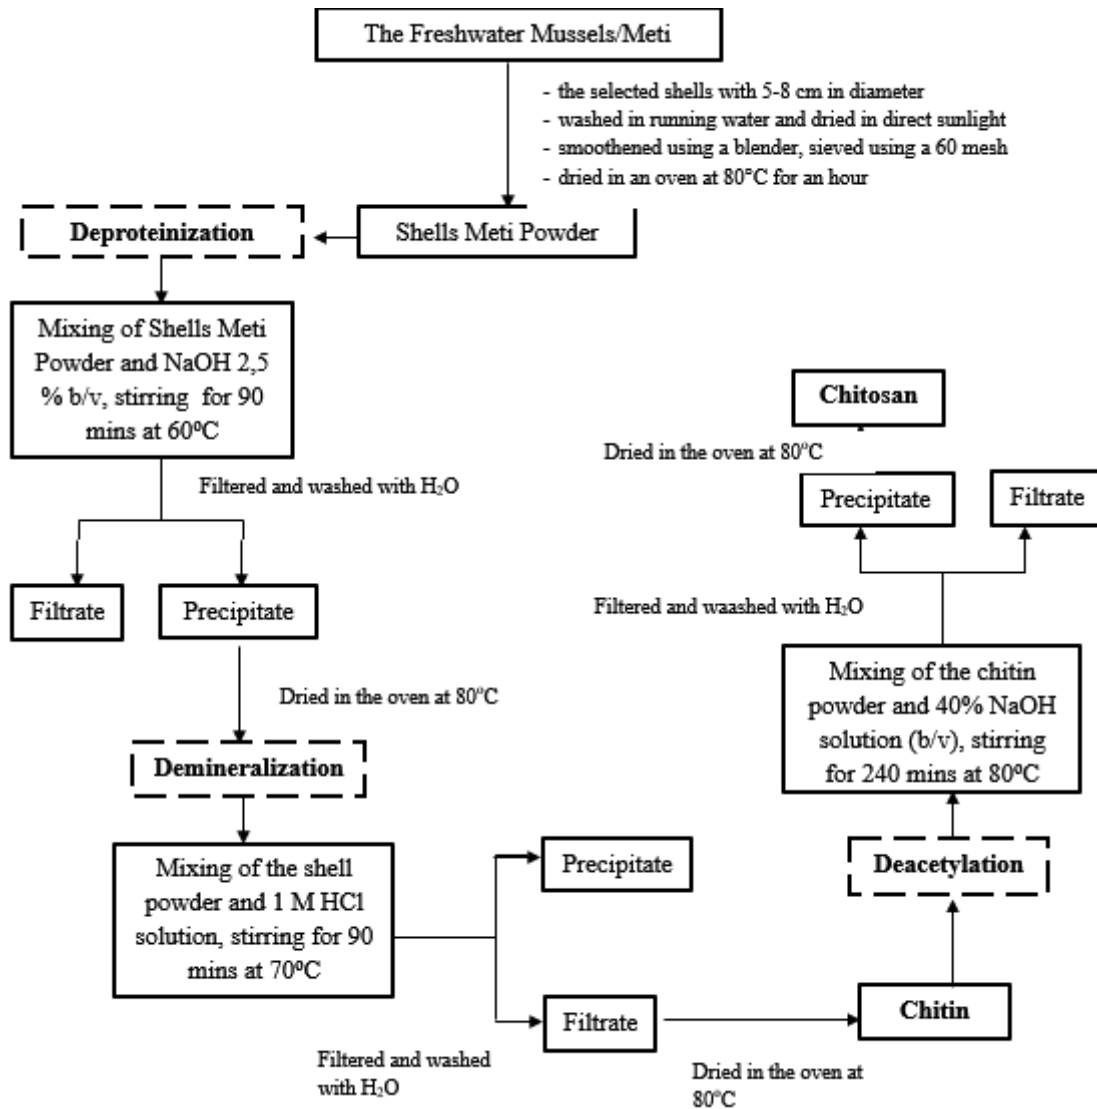 The Freshwater Mussels/Meti
- the selected shells with 5-8 cm in diameter
- washed in running water and dried in direct sunlight
- smoothened using a blender, sieved using a 60 mesh
- dried in an oven at 80°C for an hour
Shells Meti Powder
Deproteinization
Mixing of Shells Meti
Powder and NaOH 2,5
% b/v, stirring for 90
mins at 60⁰C
Filtered and washed with H₂O
Filtrate
Precipitate
Dried in the oven at 80°C
Demineralization
Mixing of the shell
powder and 1 M HCl
solution, stirring for 90
mins at 70⁰C
Filtered and washed
with H₂O
Precipitate
Filtrate
Dried in the oven at
80°C
Chitin
Deacetylation
Mixing of the chitin
powder and 40% NaOH
solution (b/v), stirring
for 240 mins at 80⁰C
Filtered and waashed with H₂O
Precipitate
Filtrate
Dried in the oven at 80°C
Chitosan